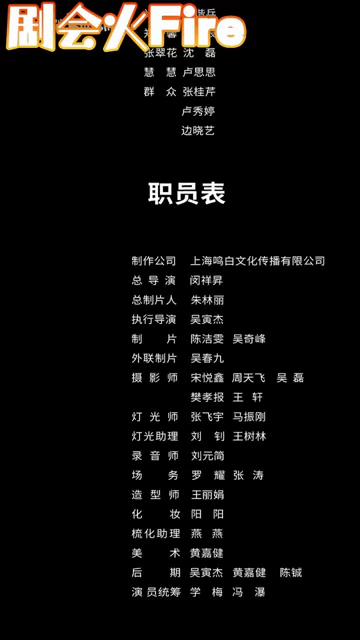 剧会火Fire
张翠花 沈 磊
慧 慧 卢思思
群 众 张桂芹
卢秀婷
边晓艺
职员表
制作公司 上海鸣白文化传播有限公司
总 导 演 闵祥昇
总制片人 朱林丽
执行导演 吴寅杰
制 片 陈洁雯 吴奇峰
外联制片 吴春九
摄 影 师 宋悦鑫 周天飞 吴 磊
樊孝报 王 轩
灯 光 师 张飞宇 马振刚
灯光助理 刘 钊 王树林
录 音 师 刘元简
场 务 罗 耀 张 涛
造 型 师 王丽娟
化 妆 阳 阳
梳化助理 燕 燕
美 术 黄嘉健
后 期 吴寅杰 黄嘉健 陈铖
演员统筹 学 梅 冯 瀑